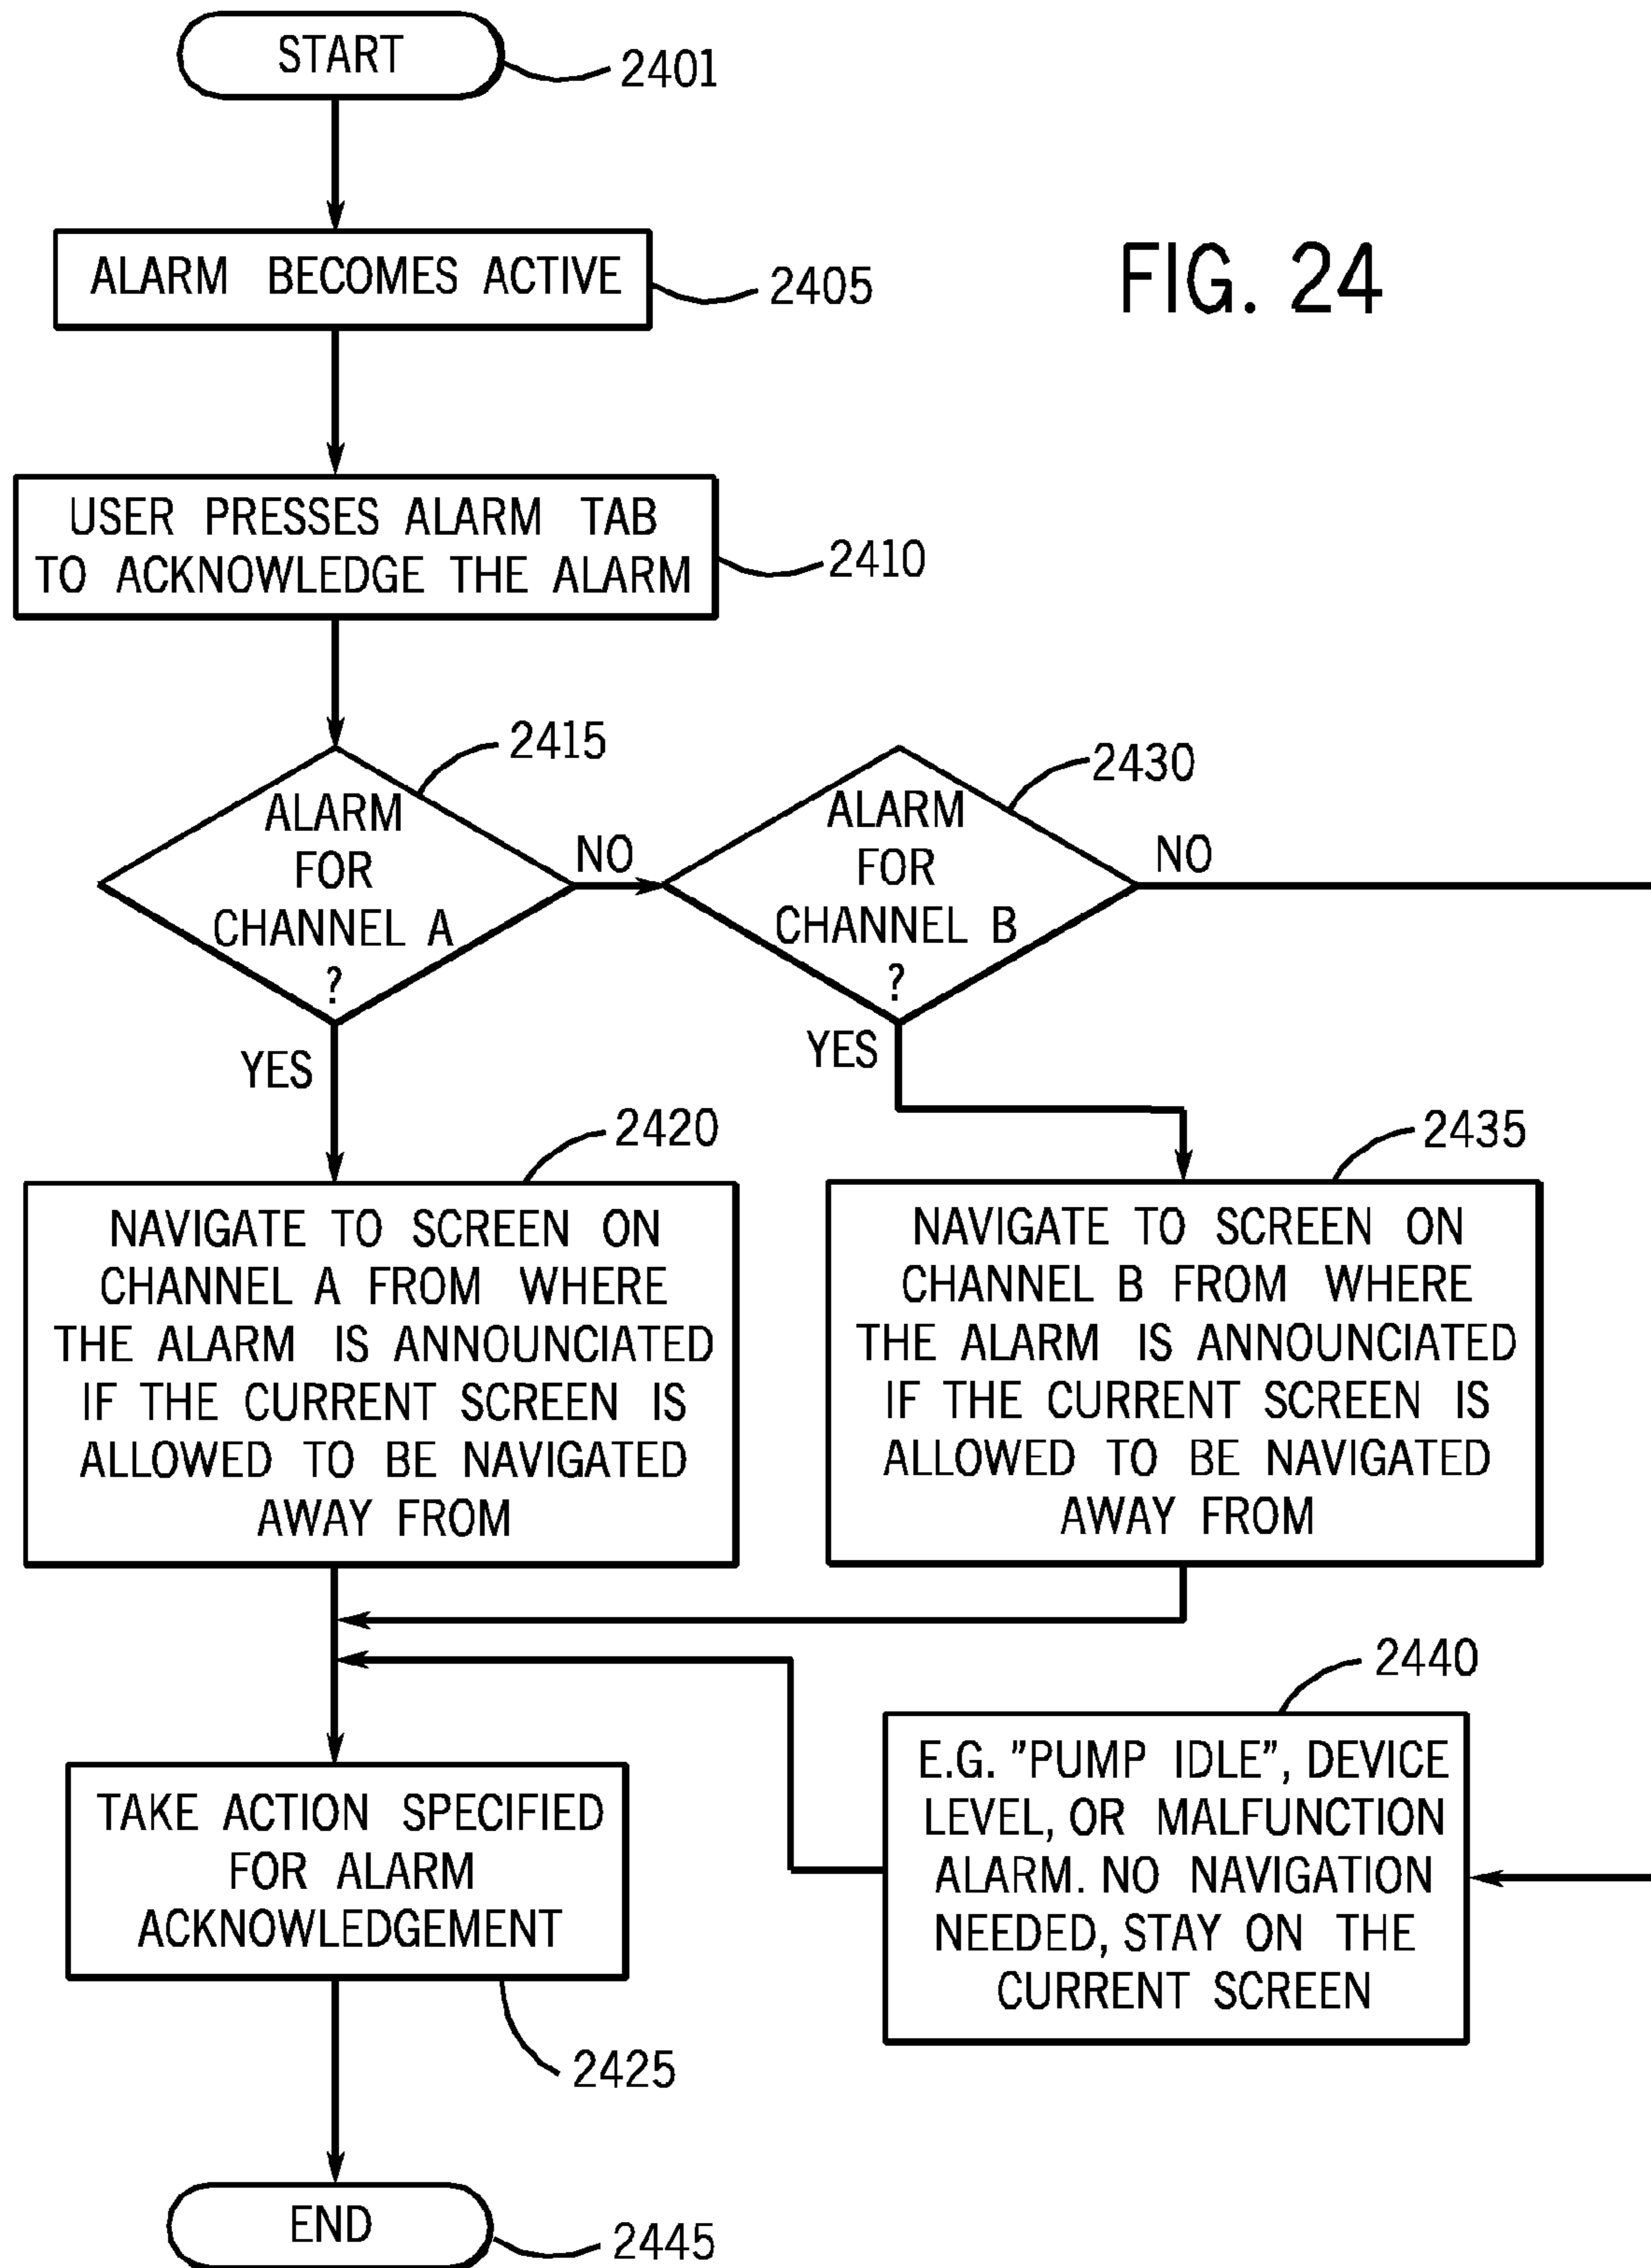 START
2401
ALARM BECOMES ACTIVE
2405
FIG. 24
USER PRESSES ALARM TAB
TO ACKNOWLEDGE THE ALARM
2410
2415
ALARM
FOR
CHANNEL A
?
NO
YES
2430
ALARM
FOR
CHANNEL B
?
NO
YES
2420
NAVIGATE TO SCREEN ON
CHANNEL A FROM WHERE
THE ALARM IS ANNOUNCIATED
IF THE CURRENT SCREEN IS
ALLOWED TO BE NAVIGATED
AWAY FROM
2435
NAVIGATE TO SCREEN ON
CHANNEL B FROM WHERE
THE ALARM IS ANNOUNCIATED
IF THE CURRENT SCREEN IS
ALLOWED TO BE NAVIGATED
AWAY FROM
2440
E.G. "PUMP IDLE", DEVICE
LEVEL, OR MALFUNCTION
ALARM. NO NAVIGATION
NEEDED, STAY ON THE
CURRENT SCREEN
TAKE ACTION SPECIFIED
FOR ALARM
ACKNOWLEDGEMENT
2425
END
2445